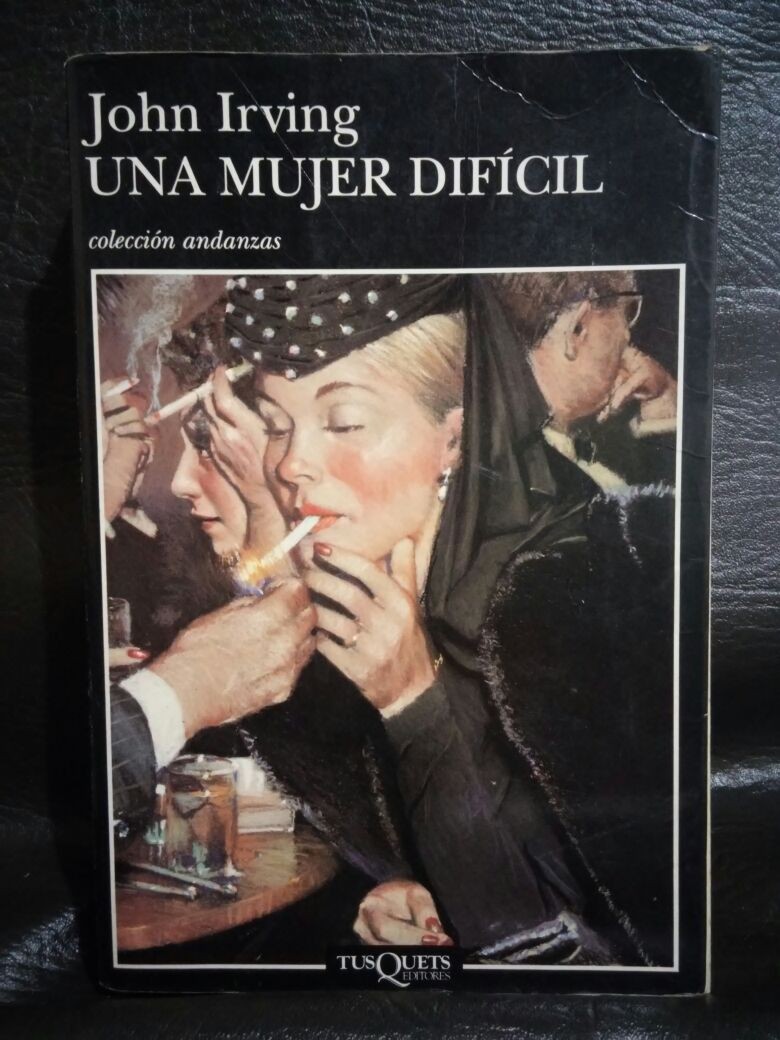 John Irving
UNA MUJER DIFÍCIL
colección andanzas
TUSQUETS
EDITORES